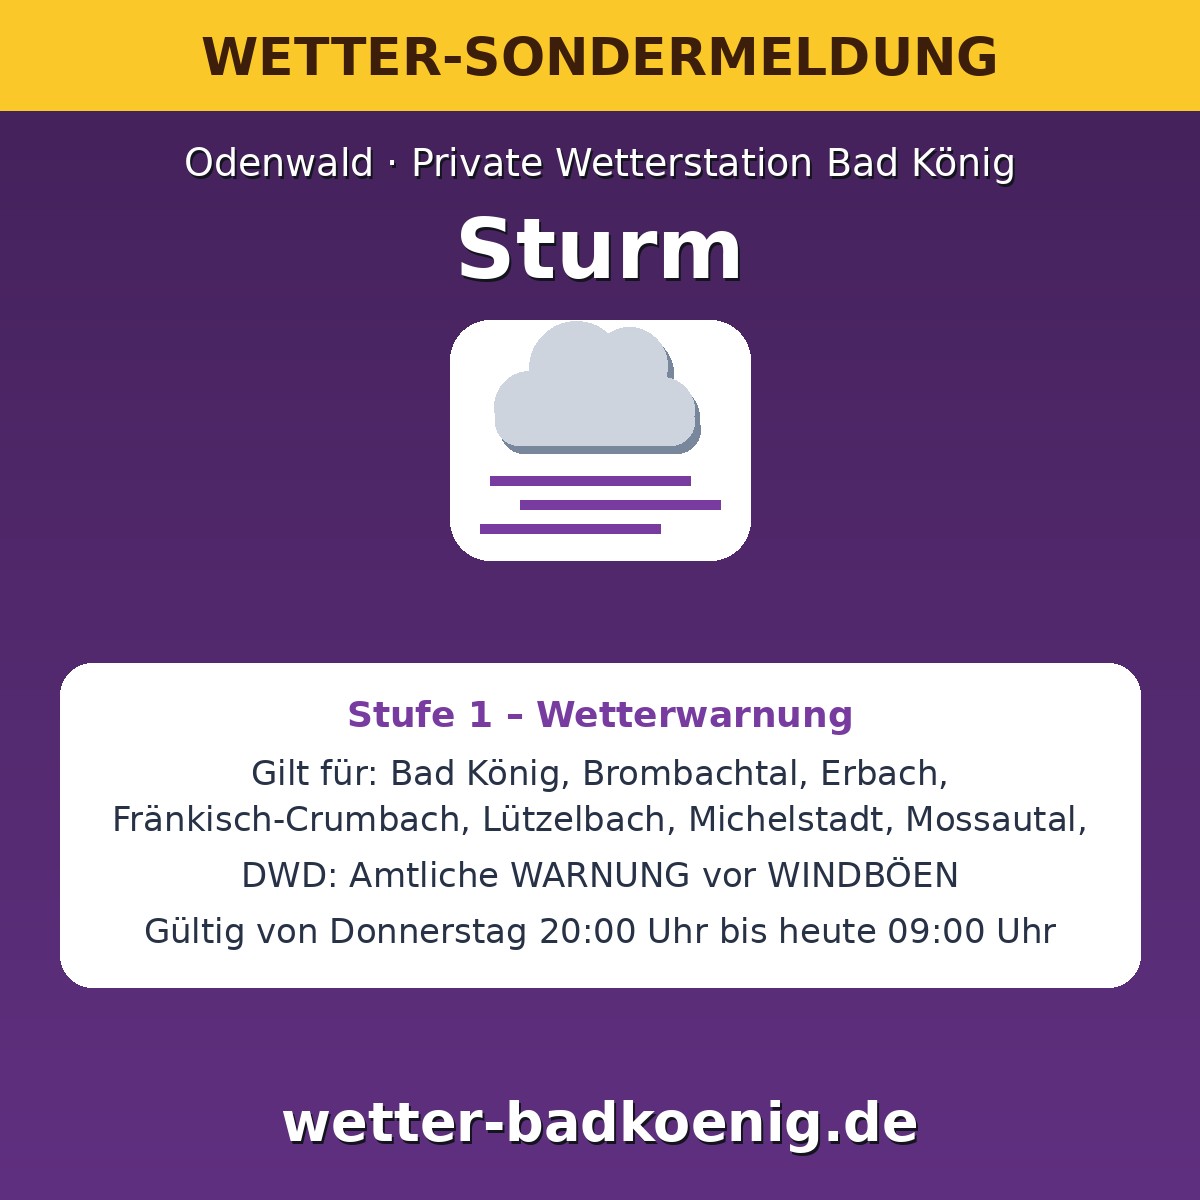 WETTER-SONDERMELDUNG
Odenwald · Private Wetterstation Bad König
Sturm
Stufe 1 – Wetterwarnung
Gilt für: Bad König, Brombachtal, Erbach,
Fränkisch-Crumbach, Lützelbach, Michelstadt, Mossautal,
DWD: Amtliche WARNUNG vor WINDBÖEN
Gültig von Donnerstag 20:00 Uhr bis heute 09:00 Uhr
wetter-badkoenig.de